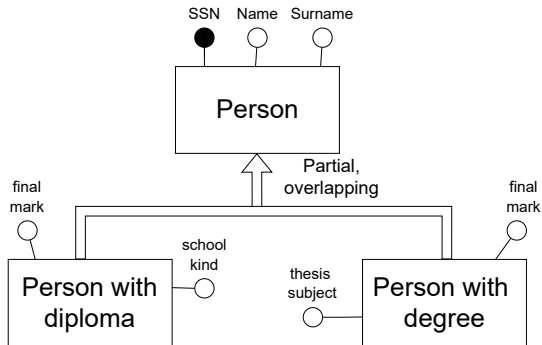 SSN
Name
Surname
Person
Partial,
overlapping
final
mark
school
kind
Person with
diploma
final
mark
thesis
subject
Person with
degree